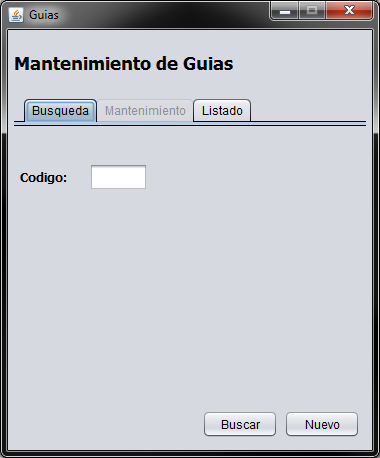 Guias
Mantenimiento de Guias
Busqueda Mantenimiento Listado
Codigo:
Buscar Nuevo